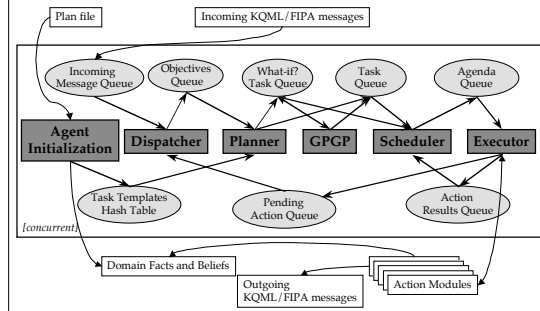 Plan file
Incoming KQML/FIPA messages
Incoming
Message Queue
Objectives
Queue
What-if?
Task Queue
Task
Queue
Agenda
Queue
Agent
Initialization
Dispatcher
Planner
GPGP
Scheduler
Executor
Task Templates
Hash Table
Pending
Action Queue
Action
Results Queue
[concurrent]
Domain Facts and Beliefs
Outgoing
KQML/FIPA messages
Action Modules